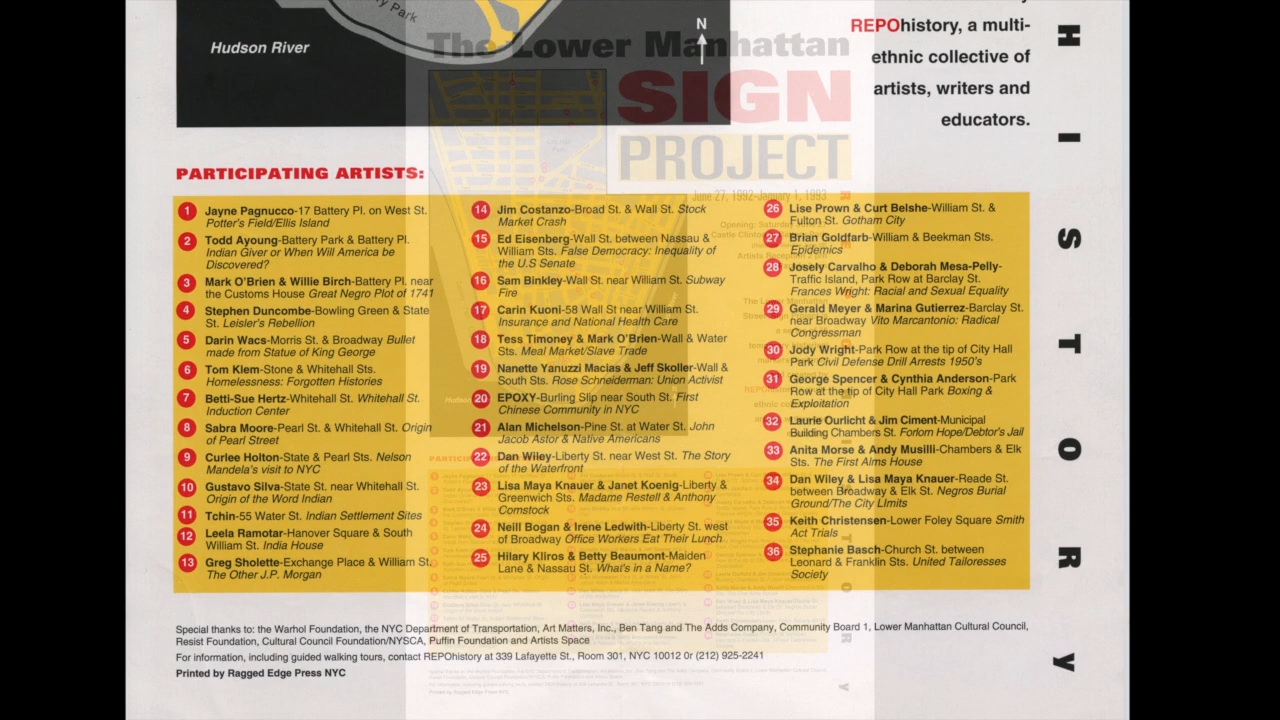 ry Park
N
Hudson River
The Lower Manhattan
SIGN
PROJECT
June 27, 1992-January 1, 1993
REPOhistory, a multi-
ethnic collective of
artists, writers and
educators.
H
I
S
T
O
R
Y
PARTICIPATING ARTISTS:
1 Jayne Pagnucco-17 Battery Pl. on West St.
Potter's Field/Ellis Island
2 Todd Ayoung-Battery Park & Battery Pl.
Indian Giver or When Will America be
Discovered?
3 Mark O'Brien & Willie Birch-Battery Pl. near
the Customs House Great Negro Plot of 1741
4 Stephen Duncombe-Bowling Green & State
St. Leisler's Rebellion
5 Darin Wacs-Morris St. & Broadway Bullet
made from Statue of King George
6 Tom Klem-Stone & Whitehall Sts.
Homelessness: Forgotten Histories
7 Betti-Sue Hertz-Whitehall St. Whitehall St.
Induction Center
8 Sabra Moore-Pearl St. & Whitehall St. Origin
of Pearl Street
9 Curlee Holton-State & Pearl Sts. Nelson
Mandela's visit to NYC
10 Gustavo Silva-State St. near Whitehall St.
Origin of the Word Indian
11 Tchin-55 Water St. Indian Settlement Sites
12 Leela Ramotar-Hanover Square & South
William St. India House
13 Greg Sholette-Exchange Place & William St.
The Other J.P. Morgan
14 Jim Costanzo-Broad St. & Wall St. Stock
Market Crash
15 Ed Eisenberg-Wall St. between Nassau &
William Sts. False Democracy: Inequality of
the U.S Senate
16 Sam Binkley-Wall St. near William St. Subway
Fire
17 Carin Kuoni-58 Wall St near William St.
Insurance and National Health Care
18 Tess Timoney & Mark O'Brien-Wall & Water
Sts. Meal Market/Slave Trade
19 Nanette Yanuzzi Macias & Jeff Skoller-Wall &
South Sts. Rose Schneiderman: Union Activist
20 EPOXY-Burling Slip near South St. First
Chinese Community in NYC
21 Alan Michelson-Pine St. at Water St. John
Jacob Astor & Native Americans
22 Dan Wiley-Liberty St. near West St. The Story
of the Waterfront
23 Lisa Maya Knauer & Janet Koenig-Liberty &
Greenwich Sts. Madame Restell & Anthony
Comstock
24 Neill Bogan & Irene Ledwith-Liberty St. west
of Broadway Office Workers Eat Their Lunch
25 Hilary Kliros & Betty Beaumont-Maiden
Lane & Nassau St. What's in a Name?
26 Lise Prown & Curt Belshe-William St. &
Fulton St. Gotham City
27 Brian Goldfarb-William & Beekman Sts.
Epidemics
28 Josely Carvalho & Deborah Mesa-Pelly-
Traffic Island, Park Row at Barclay St.
Frances Wright: Racial and Sexual Equality
29 Gerald Meyer & Marina Gutierrez-Barclay St.
near Broadway Vito Marcantonio: Radical
Congressman
30 Jody Wright-Park Row at the tip of City Hall
Park Civil Defense Drill Arrests 1950's
31 George Spencer & Cynthia Anderson-Park
Row at the tip of City Hall Park Boxing &
Exploitation
32 Laurie Ourlicht & Jim Ciment-Municipal
Building Chambers St. Forlorn Hope/Debtor's Jail
33 Anita Morse & Andy Musilli-Chambers & Elk
Sts. The First Alms House
34 Dan Wiley & Lisa Maya Knauer-Reade St.
between Broadway & Elk St. Negros Burial
Ground/The City LImits
35 Keith Christensen-Lower Foley Square Smith
Act Trials
36 Stephanie Basch-Church St. between
Leonard & Franklin Sts. United Tailoresses
Society
Special thanks to: the Warhol Foundation, the NYC Department of Transportation, Art Matters, Inc., Ben Tang and The Adds Company, Community Board 1, Lower Manhattan Cultural Council,
Resist Foundation, Cultural Council Foundation/NYSCA, Puffin Foundation and Artists Space
For information, including guided walking tours, contact REPOhistory at 339 Lafayette St., Room 301, NYC 10012 or (212) 925-2241
Printed by Ragged Edge Press NYC